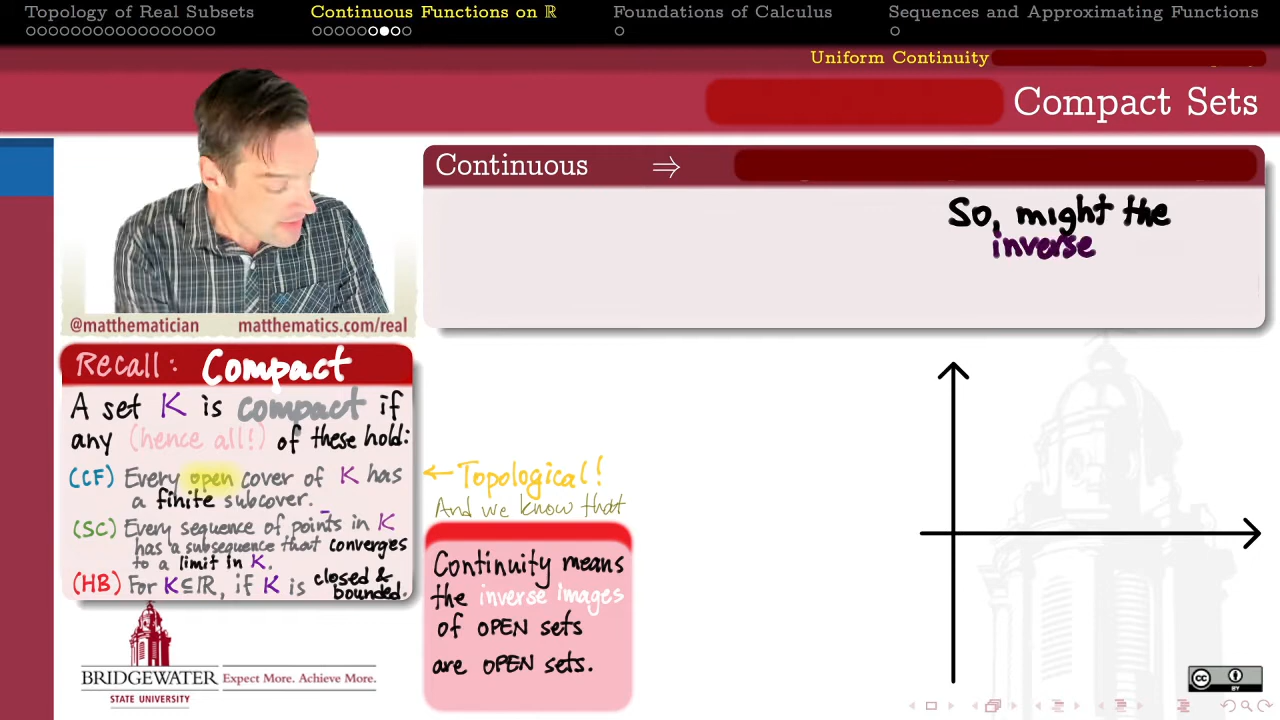 Topology of Real Subsets
Continuous Functions on ℝ
Foundations of Calculus
Sequences and Approximating Functions
Uniform Continuity
Compact Sets
Continuous ⇒
So, might the
inverse
@matthematician matthematics.com/real
Recall: Compact
A set K is compact if
any (hence all!) of these hold:
(CF) Every open cover of K has
a finite subcover.
(SC) Every sequence of points in K
has a subsequence that converges
to a limit in K.
(HB) For K⊆ℝ, if K is closed &
bounded.
← Topological!
And we know that
Continuity means
the inverse images
of OPEN sets
are OPEN sets.
BRIDGEWATER
STATE UNIVERSITY
Expect More. Achieve More.
CC BY